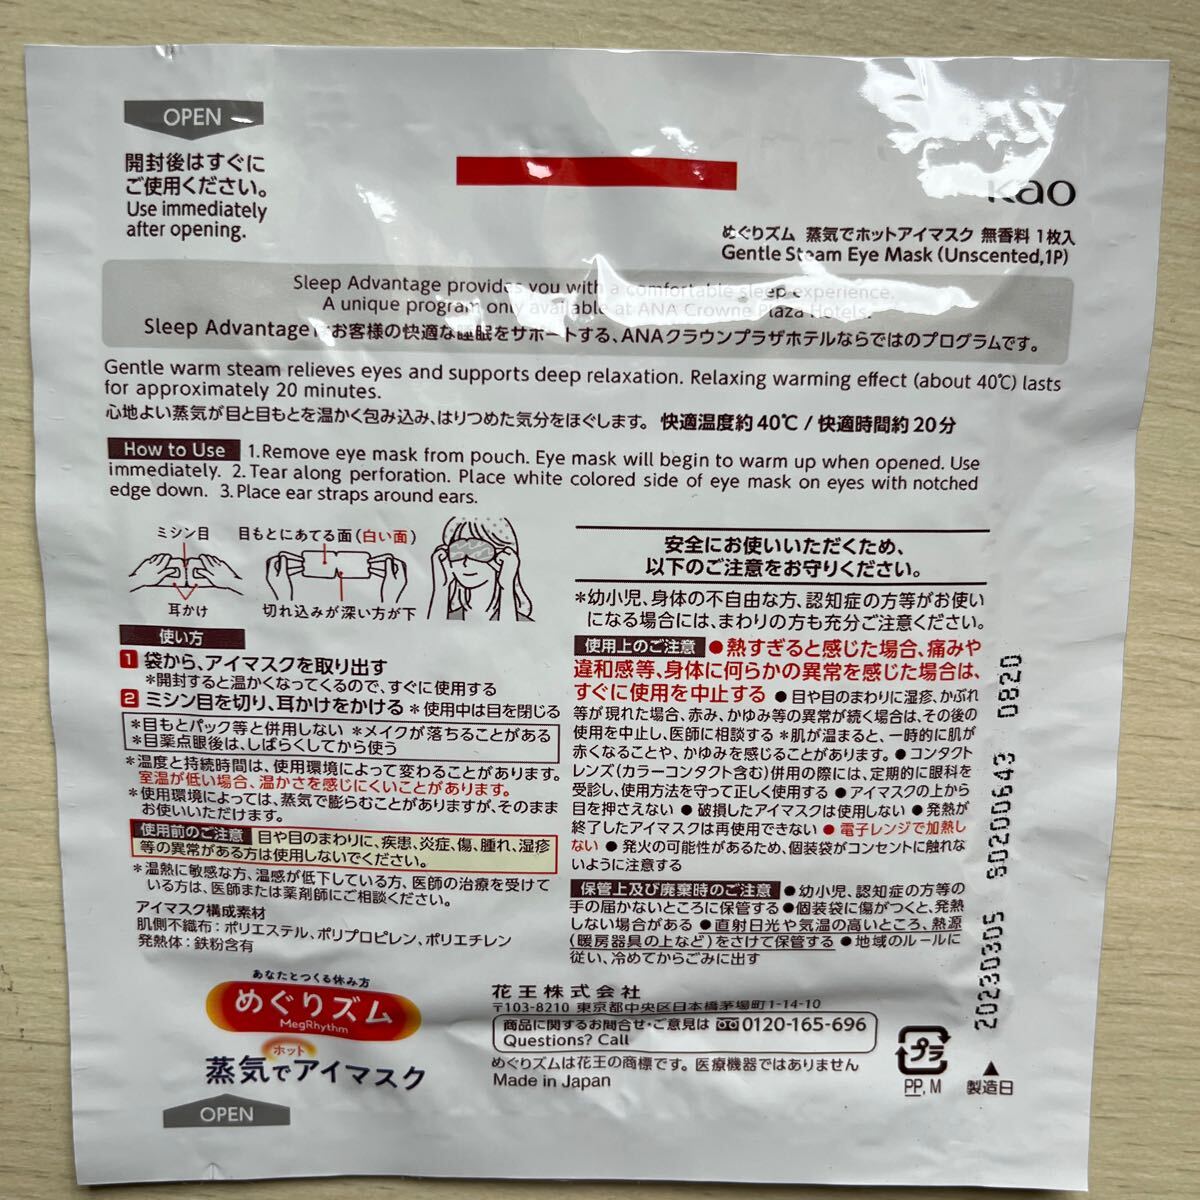 OPEN
開封後はすぐに
ご使用ください。
Use immediately
after opening.
Kao
めぐりズム 蒸気でホットアイマスク 無香料 1枚入
Gentle Steam Eye Mask (Unscented,1P)
Sleep Advantage provides you with a comfortable sleep experience.
A unique program only available at ANA Crowne Plaza Hotels.
Sleep Advantageはお客様の快適な睡眠をサポートする、ANAクラウンプラザホテルならではのプログラムです。
Gentle warm steam relieves eyes and supports deep relaxation. Relaxing warming effect (about 40℃) lasts
for approximately 20 minutes.
心地よい蒸気が目と目もとを温かく包み込み、はりつめた気分をほぐします。 快適温度約40℃ / 快適時間約20分
How to Use 1.Remove eye mask from pouch. Eye mask will begin to warm up when opened. Use
immediately. 2.Tear along perforation. Place white colored side of eye mask on eyes with notched
edge down. 3.Place ear straps around ears.
ミシン目 目もとにあてる面(白い面)
耳かけ 切れ込みが深い方が下
使い方
1 袋から、アイマスクを取り出す
*開封すると温かくなってくるので、すぐに使用する
2 ミシン目を切り、耳かけをかける *使用中は目を閉じる
*目もとパック等と併用しない *メイクが落ちることがある
*目薬点眼後は、しばらくしてから使う
*温度と持続時間は、使用環境によって変わることがあります。
室温が低い場合、温かさを感じにくいことがあります。
*使用環境によっては、蒸気で膨らむことがありますが、そのまま
お使いいただけます。
使用前のご注意 目や目のまわりに、疾患、炎症、傷、腫れ、湿疹
等の異常がある方は使用しないでください。
*温熱に敏感な方、温感が低下している方、医師の治療を受けて
いる方は、医師または薬剤師にご相談ください。
アイマスク構成素材
肌側不織布:ポリエステル、ポリプロピレン、ポリエチレン
発熱体:鉄粉含有
安全にお使いいただくため、
以下のご注意をお守りください。
*幼小児、身体の不自由な方、認知症の方等がお使い
になる場合には、まわりの方も充分ご注意ください。
使用上のご注意 ●熱すぎると感じた場合、痛みや
違和感等、身体に何らかの異常を感じた場合は、
すぐに使用を中止する ●目や目のまわりに湿疹、かぶれ
等が現れた場合、赤み、かゆみ等の異常が続く場合は、その後の
使用を中止し、医師に相談する *肌が温まると、一時的に肌が
赤くなることや、かゆみを感じることがあります。 ●コンタクト
レンズ(カラーコンタクト含む)併用の際には、定期的に眼科を
受診し、使用方法を守って正しく使用する ●アイマスクの上から
目を押さえない ●破損したアイマスクは使用しない ●発熱が
終了したアイマスクは再使用できない ●電子レンジで加熱し
ない ●発火の可能性があるため、個装袋がコンセントに触れな
いように注意する
保管上及び廃棄時のご注意 ●幼小児、認知症の方等の
手の届かないところに保管する ●個装袋に傷がつくと、発熱
しない場合がある ●直射日光や気温の高いところ、熱源
(暖房器具の上など)をさけて保管する ●地域のルールに
従い、冷めてからごみに出す
20230305 80200643 0820
あなたとつくる休み方
めぐりズム
MegRhythm
ホット
蒸気でアイマスク
OPEN
花王株式会社
〒103-8210 東京都中央区日本橋茅場町1-14-10
商品に関するお問合せ・ご意見は 0120-165-696
Questions? Call
めぐりズムは花王の商標です。医療機器ではありません
Made in Japan
プラ
PP, M
▲
製造日